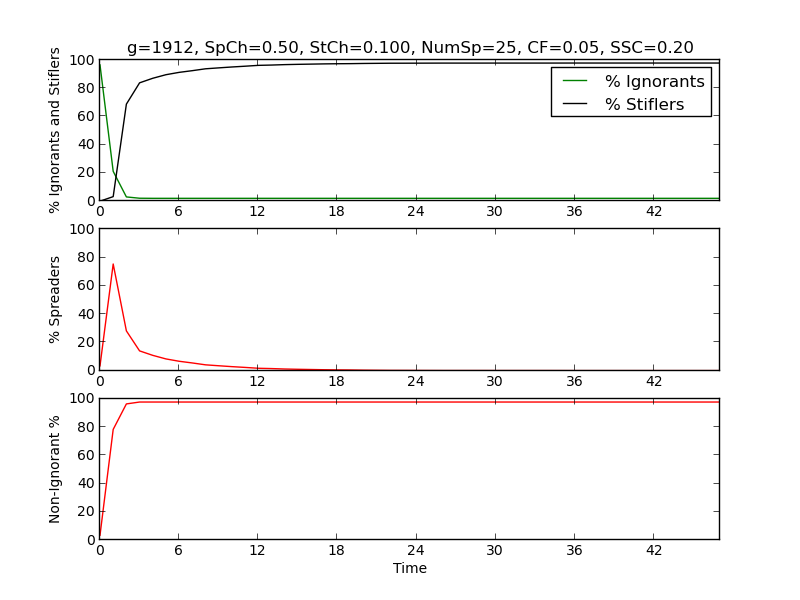 g=1912, SpCh=0.50, StCh=0.100, NumSp=25, CF=0.05, SSC=0.20
% Ignorants and Stiflers
100
80
60
40
20
0
% Ignorants
% Stiflers
0 6 12 18 24 30 36 42
% Spreaders
100
80
60
40
20
0
0 6 12 18 24 30 36 42
Non-Ignorant %
100
80
60
40
20
0
0 6 12 18 24 30 36 42
Time